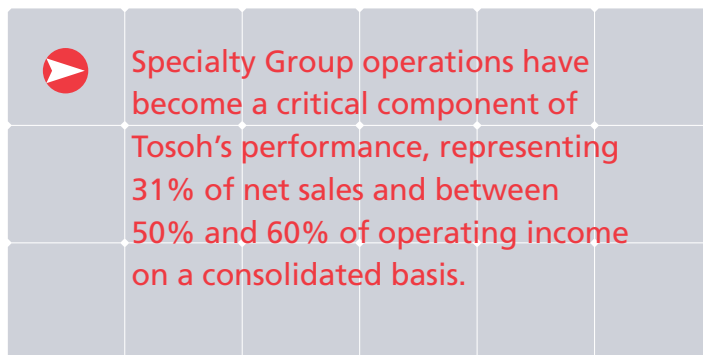 Specialty Group operations have
become a critical component of
Tosoh’s performance, representing
31% of net sales and between
50% and 60% of operating income
on a consolidated basis.